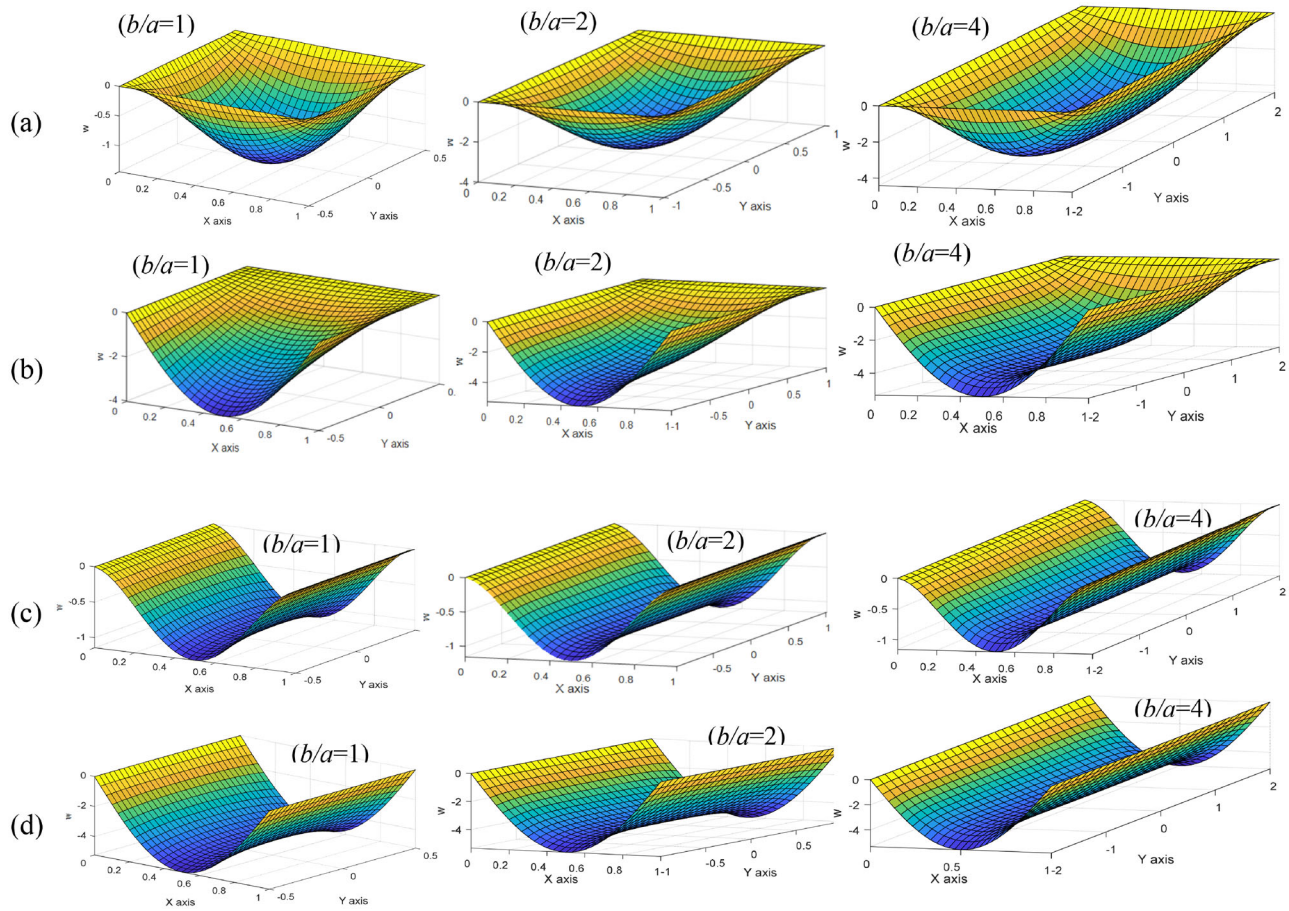 (b/a=1) (b/a=2) (b/a=4)
(a)
w 0 -0.5 -1
0 0.2 0.4 0.6 0.8 1
X axis
-0.5 0 0.5
Y axis
w 0 -2 -4
0 0.2 0.4 0.6 0.8 1
X axis
-1 -0.5 0 0.5 1
Y axis
w 0 -2 -4
0 0.2 0.4 0.6 0.8 1
X axis
-2 -1 0 1 2
Y axis
(b/a=1) (b/a=2) (b/a=4)
(b)
w 0 -2 -4
0 0.2 0.4 0.6 0.8 1
X axis
-0.5 0 0.
Y axis
w 0 -2 -4
0 0.2 0.4 0.6 0.8 1
X axis
-1 -0.5 0 0.5 1
Y axis
w 0 -2 -4
0 0.2 0.4 0.6 0.8 1
X axis
-2 -1 0 1 2
Y axis
(b/a=1) (b/a=2) (b/a=4)
(c)
w 0 -0.5 -1
0 0.2 0.4 0.6 0.8 1
X axis
-0.5 0
Y axis
w 0 -0.5 -1
0 0.2 0.4 0.6 0.8 1
X axis
-1 -0.5 0 0.5 1
Y axis
w 0 -0.5 -1
0 0.2 0.4 0.6 0.8 1
X axis
-2 -1 0 1 2
Y axis
(b/a=1) (b/a=2) (b/a=4)
(d)
w 0 -2 -4
0 0.2 0.4 0.6 0.8 1
X axis
-0.5 0 0.5
Y axis
w 0 -2 -4
0 0.2 0.4 0.6 0.8 1
X axis
-1 -0.5 0 0.5
Y axis
w 0 -2 -4
0 0.5 1
X axis
-2 -1 0 1 2
Y axis